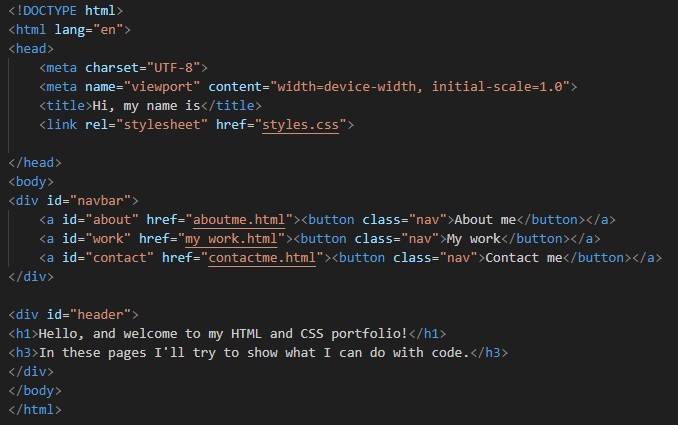 <!DOCTYPE html>
<html lang="en">
<head>
    <meta charset="UTF-8">
    <meta name="viewport" content="width=device-width, initial-scale=1.0">
    <title>Hi, my name is</title>
    <link rel="stylesheet" href="styles.css">
</head>
<body>
<div id="navbar">
    <a id="about" href="aboutme.html"><button class="nav">About me</button></a>
    <a id="work" href="my work.html"><button class="nav">My work</button></a>
    <a id="contact" href="contactme.html"><button class="nav">Contact me</button></a>
</div>
<div id="header">
<h1>Hello, and welcome to my HTML and CSS portfolio!</h1>
<h3>In these pages I'll try to show what I can do with code.</h3>
</div>
</body>
</html>